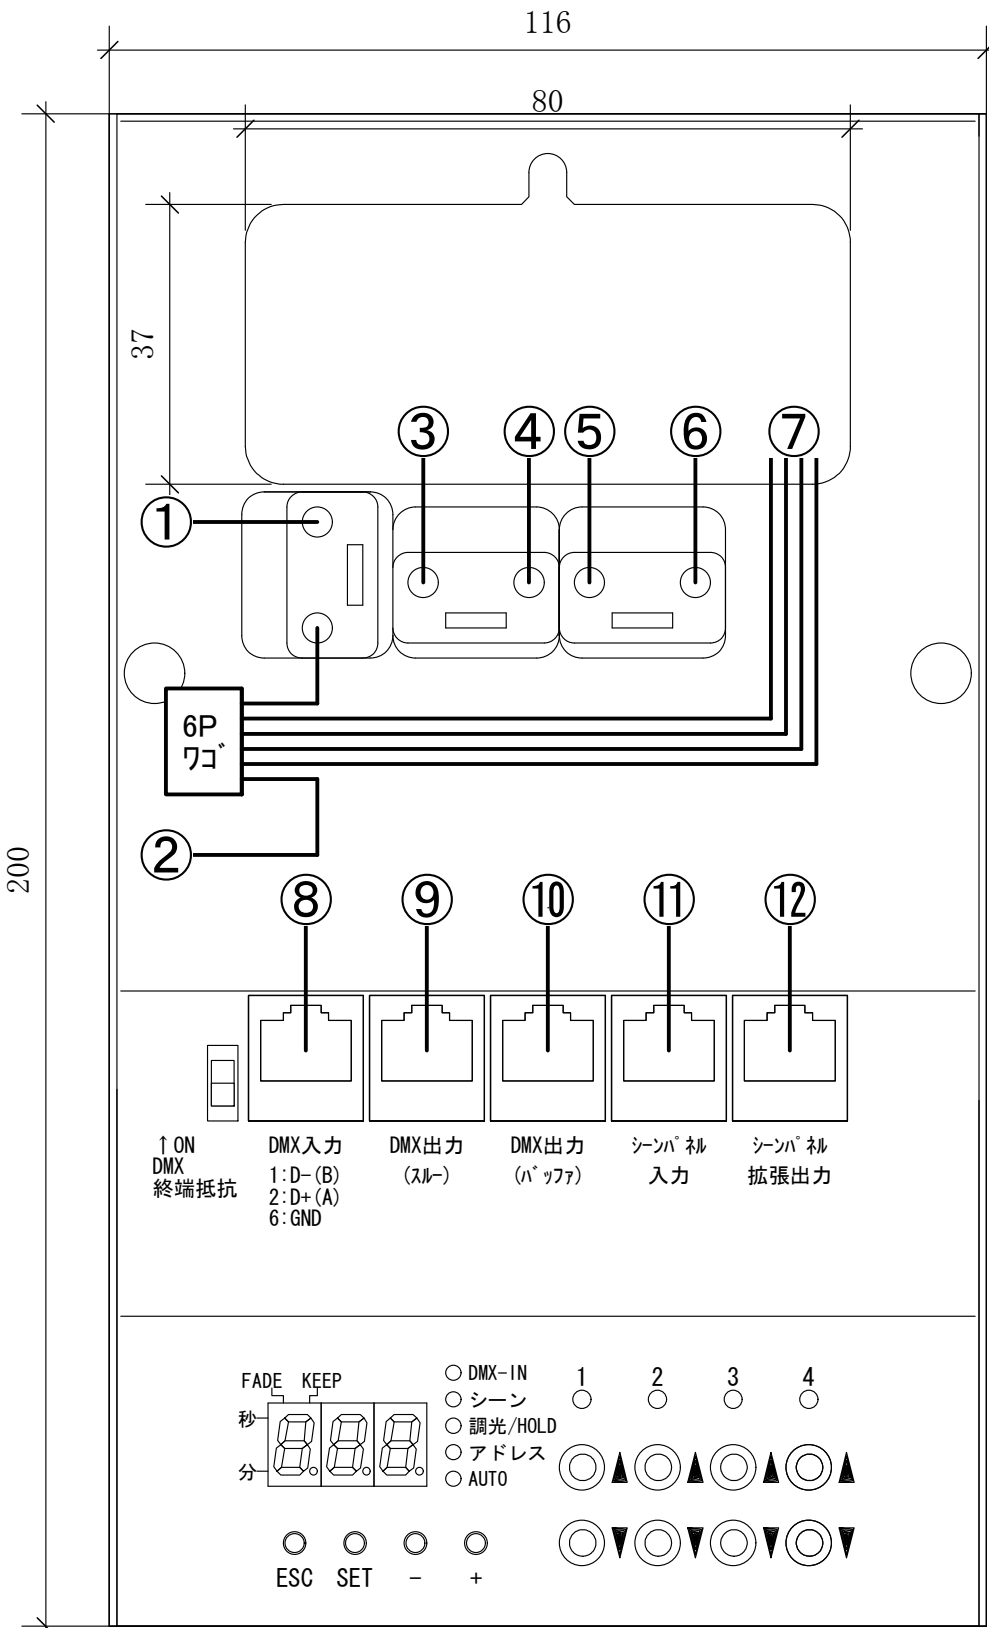 116
80
37
200
③ ④ ⑤ ⑥ ⑦
①
6P
ワゴ
②
⑧ ⑨ ⑩ ⑪ ⑫
↑ON
DMX
終端抵抗
DMX入力
1:D-(B)
2:D+(A)
6:GND
DMX出力
(スルー)
DMX出力
(バッファ)
シーンパネル
入力
シーンパネル
拡張出力
FADE KEEP
秒
分
8.8.8.
DMX-IN
シーン
調光/HOLD
アドレス
AUTO
1 2 3 4
▲ ▲ ▲ ▲
▼ ▼ ▼ ▼
ESC SET - +